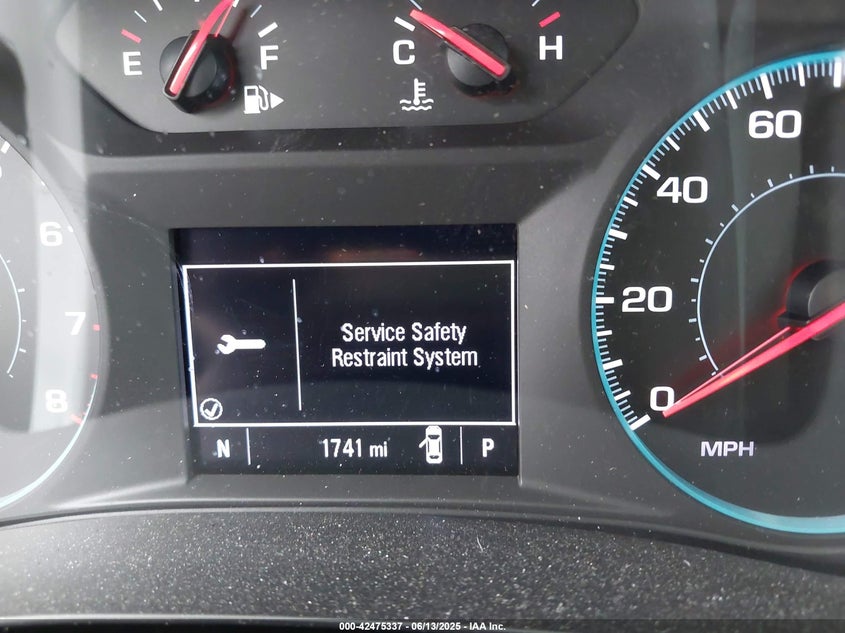 E F
C H
60
40
20
0
MPH
6
7
8
Service Safety
Restraint System
N 1741 mi P
000-42475337 - 06/13/2025 - IAA Inc.